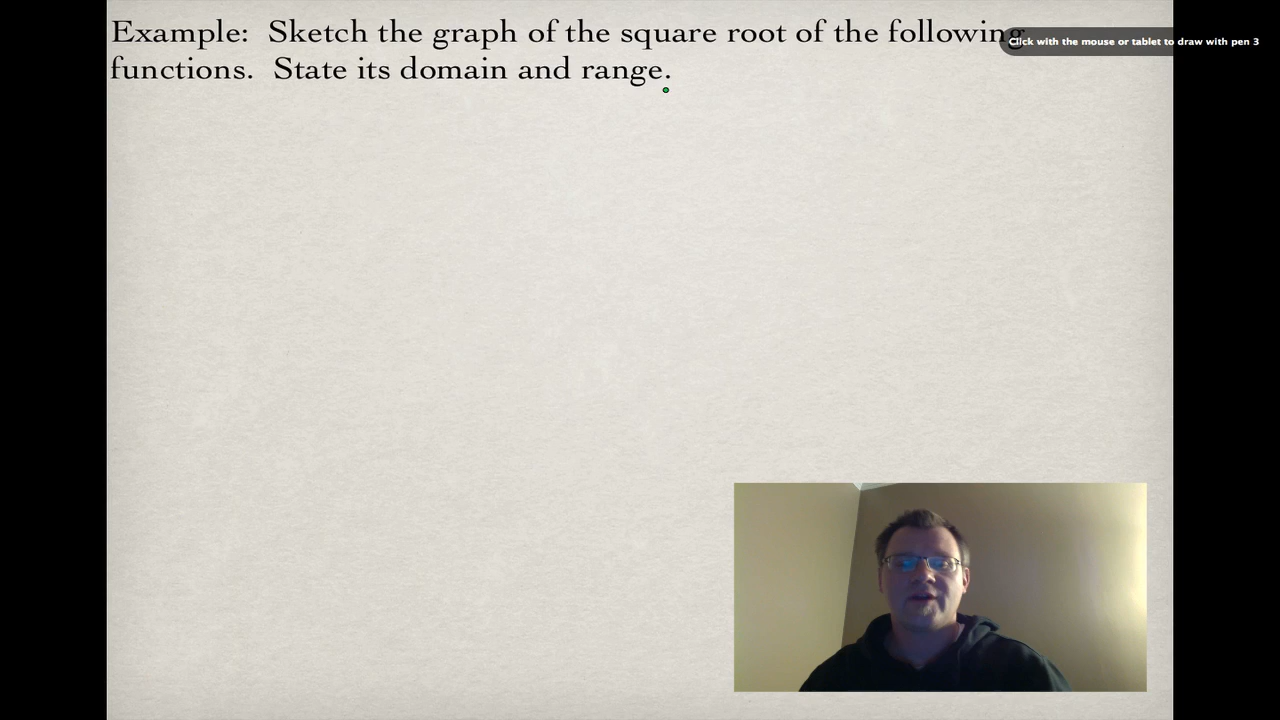 Example:  Sketch the graph of the square root of the following
functions.  State its domain and range.
Click with the mouse or tablet to draw with pen 3